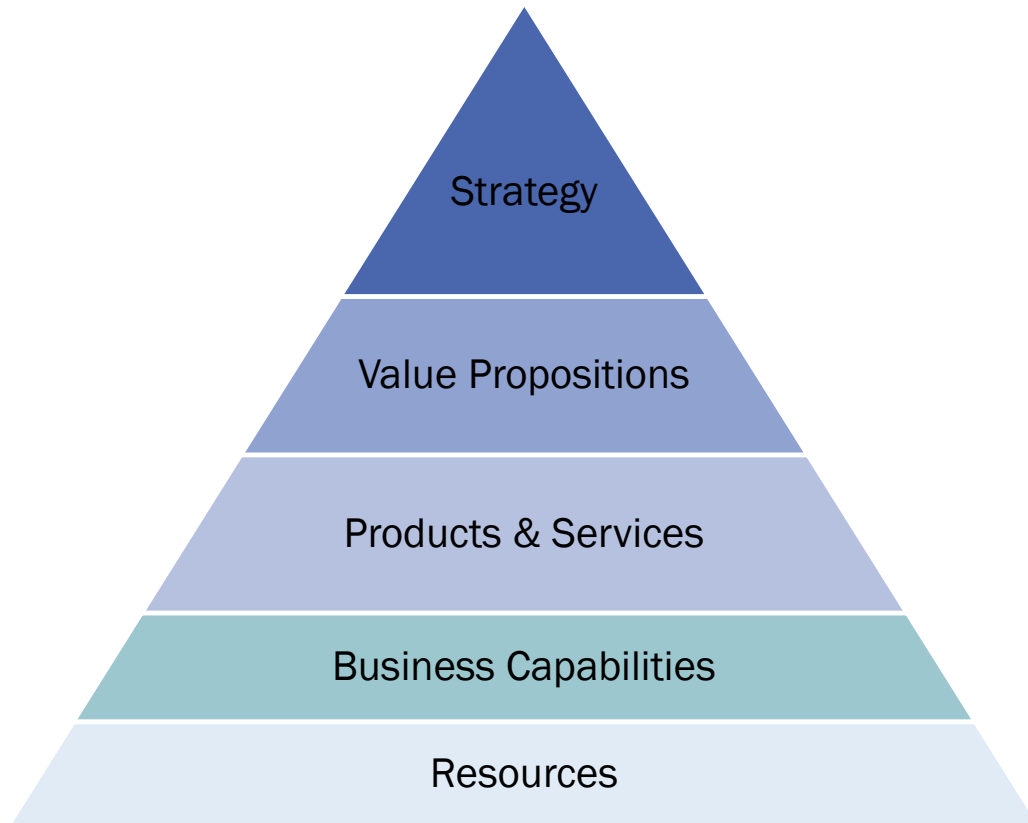 Strategy
Value Propositions
Products & Services
Business Capabilities
Resources